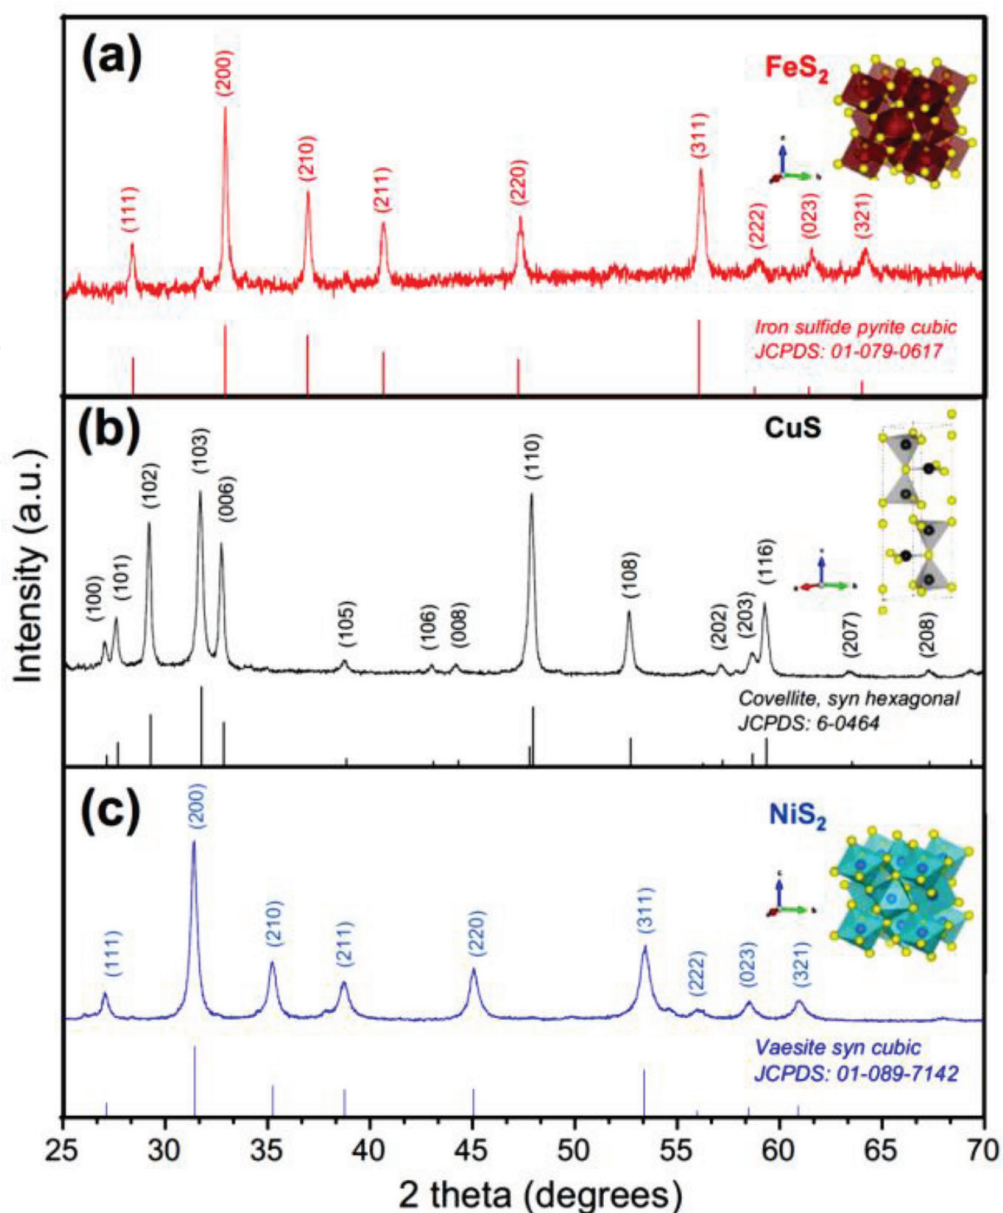 (a)
FeS2
(111)
(200)
(210)
(211)
(220)
(311)
(222)
(023)
(321)
Iron sulfide pyrite cubic
JCPDS: 01-079-0617
(b)
CuS
(100)
(101)
(102)
(103)
(006)
(105)
(106)
(008)
(110)
(108)
(202)
(203)
(116)
(207)
(208)
Covellite, syn hexagonal
JCPDS: 6-0464
(c)
NiS2
(111)
(200)
(210)
(211)
(220)
(311)
(222)
(023)
(321)
Vaesite syn cubic
JCPDS: 01-089-7142
Intensity (a.u.)
25 30 35 40 45 50 55 60 65 70
2 theta (degrees)